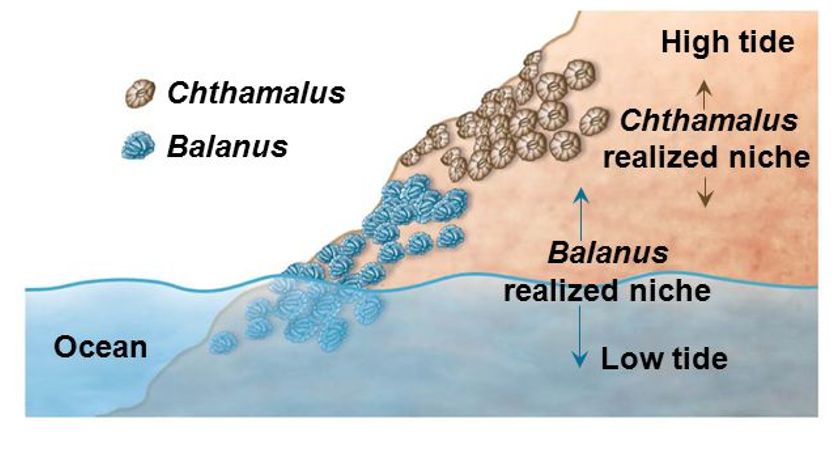 High tide
Chthamalus
Balanus
Chthamalus
realized niche
Balanus
realized niche
Ocean
Low tide